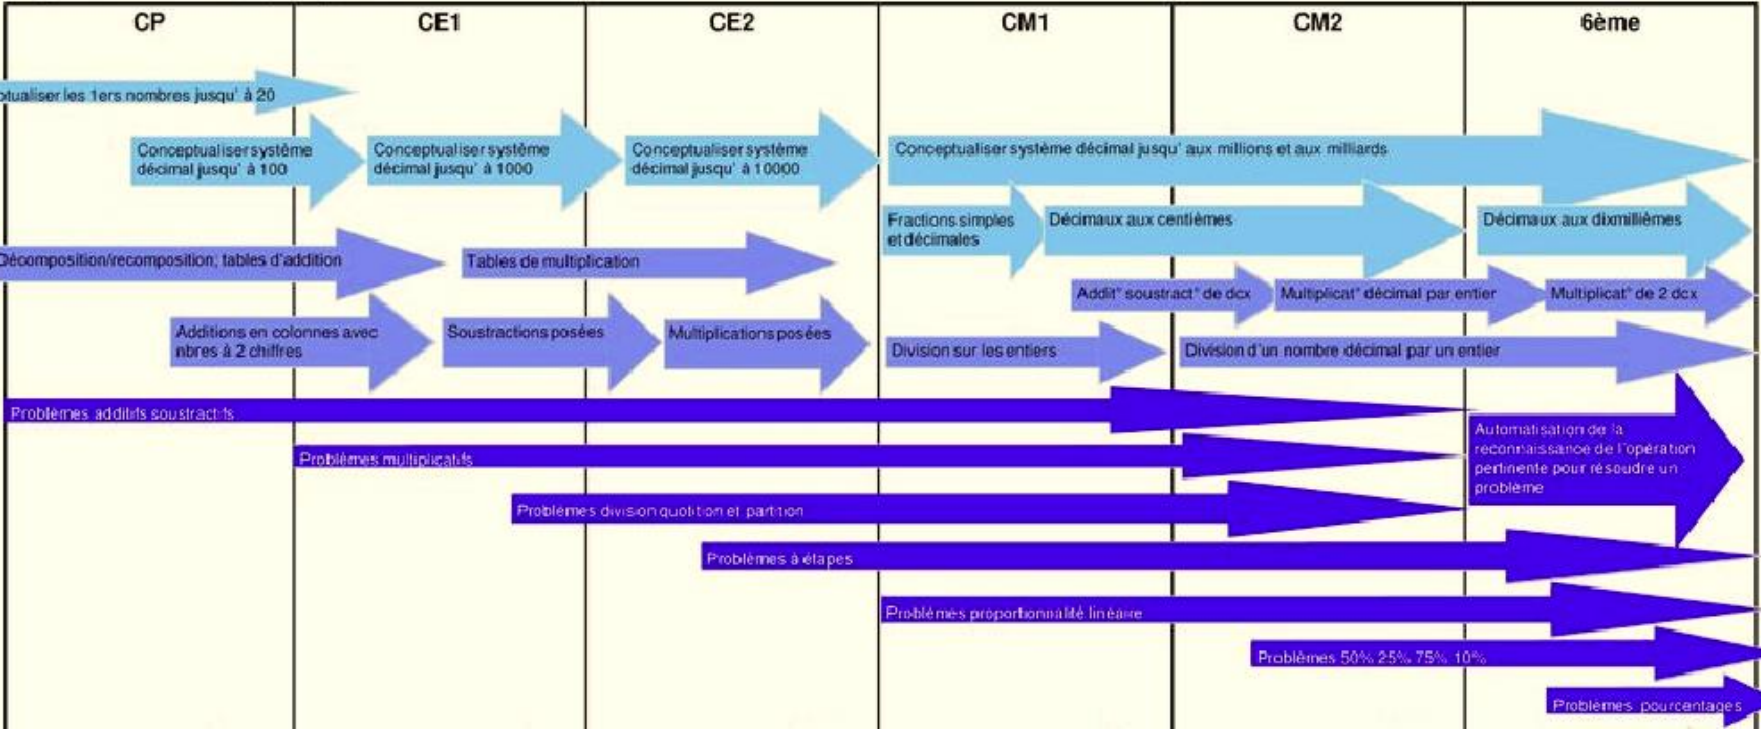 CP
CE1
CE2
CM1
CM2
6ème
ptualiser les 1ers nombres jusqu' à 20
Conceptualiser système
décimal jusqu' à 100
Conceptualiser système
décimal jusqu' à 1000
Conceptualiser système
décimal jusqu' à 10000
Conceptualiser système décimal jusqu' aux millions et aux milliards
Fractions simples
et décimales
Décimaux aux centièmes
Décimaux aux dixmillièmes
Décomposition/recomposition, tables d'addition
Tables de multiplication
Addit° soustract° de dcx
Multiplicat° décimal par entier
Multiplicat° de 2 dcx
Additions en colonnes avec
nbres à 2 chiffres
Soustractions posées
Multiplications posées
Division sur les entiers
Division d'un nombre décimal par un entier
Problèmes additifs soustractifs
Problèmes multiplicatifs
Automatisation de la
reconnaissance de l'opération
pertinente pour résoudre un
problème
Problèmes division quotition et partition
Problèmes à étapes
Problèmes proportionnalité linéaire
Problèmes 50% 25% 75% 10%
Problèmes pourcentages